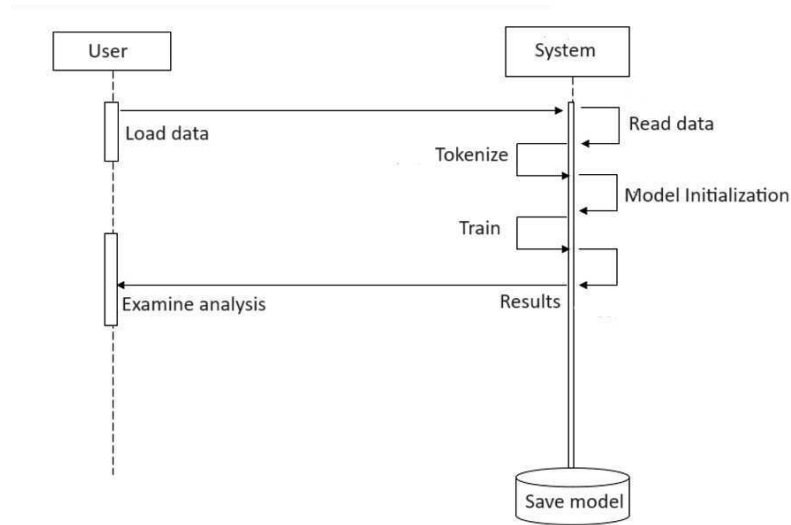 User
System
Load data
Read data
Tokenize
Model Initialization
Train
Examine analysis
Results
Save model